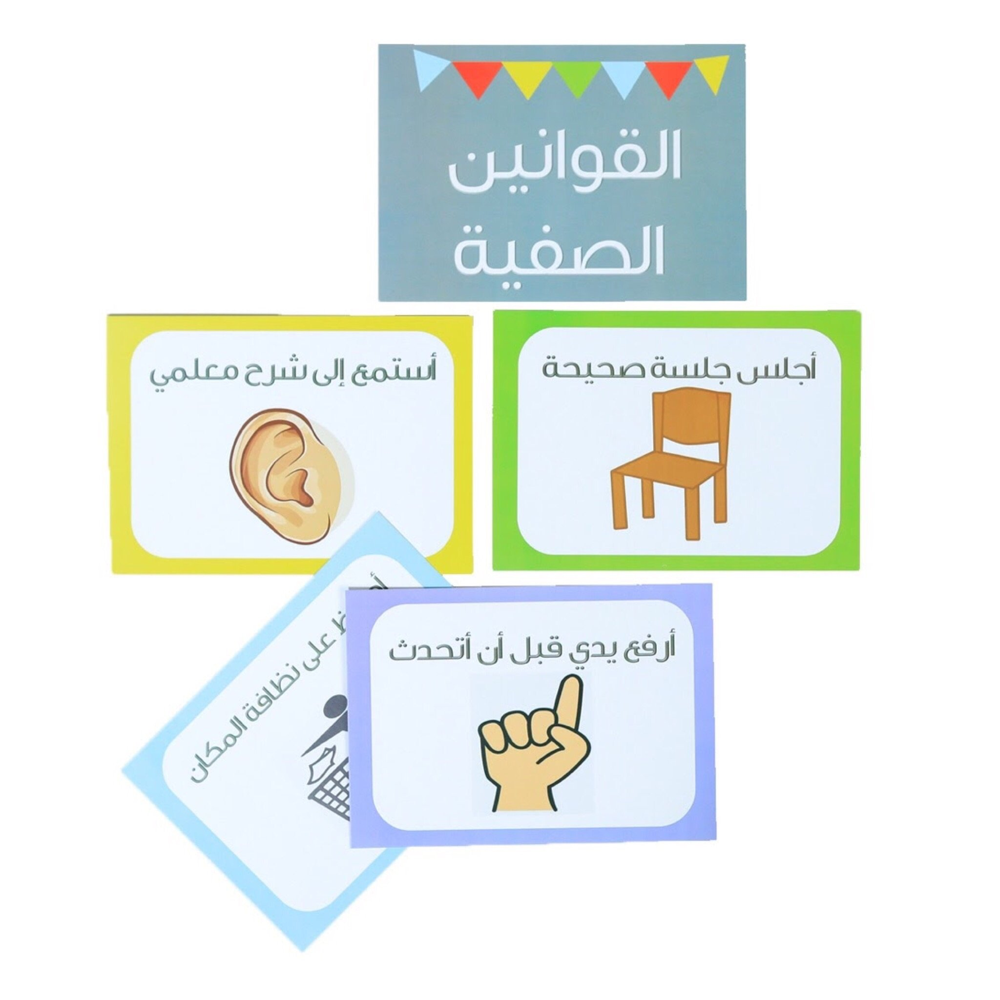 القوانين
الصفية
أجلس جلسة صحيحة
أستمع إلى شرح معلمي
أرفع يدي قبل أن أتحدث
على نظافة المكان